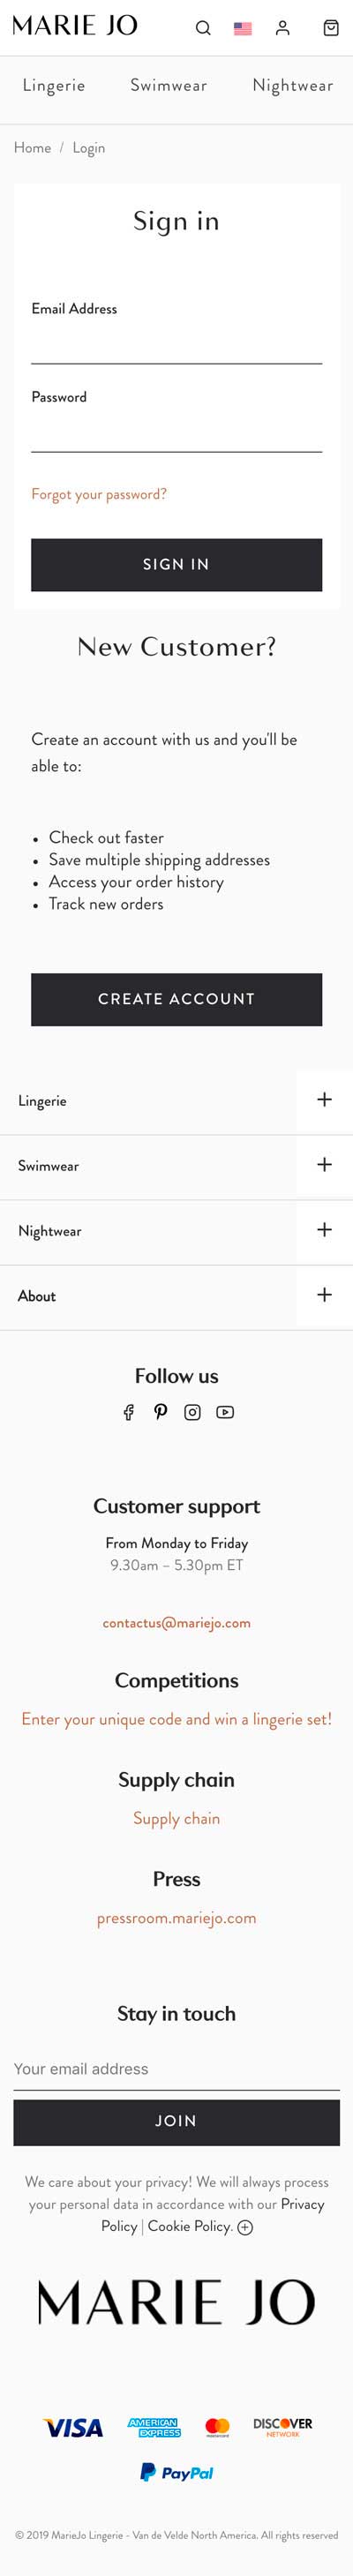 MARIE JO
Lingerie Swimwear Nightwear
Home / Login
Sign in
Email Address
Password
Forgot your password?
SIGN IN
New Customer?
Create an account with us and you'll be
able to:
• Check out faster
• Save multiple shipping addresses
• Access your order history
• Track new orders
CREATE ACCOUNT
Lingerie +
Swimwear +
Nightwear +
About +
Follow us
Customer support
From Monday to Friday
9.30am – 5.30pm ET
contactus@mariejo.com
Competitions
Enter your unique code and win a lingerie set!
Supply chain
Supply chain
Press
pressroom.mariejo.com
Stay in touch
Your email address
JOIN
We care about your privacy! We will always process
your personal data in accordance with our Privacy
Policy | Cookie Policy.
MARIE JO
VISA AMERICAN EXPRESS mastercard DISCOVER NETWORK
PayPal
© 2019 MarieJo Lingerie - Van de Velde North America. All rights reserved